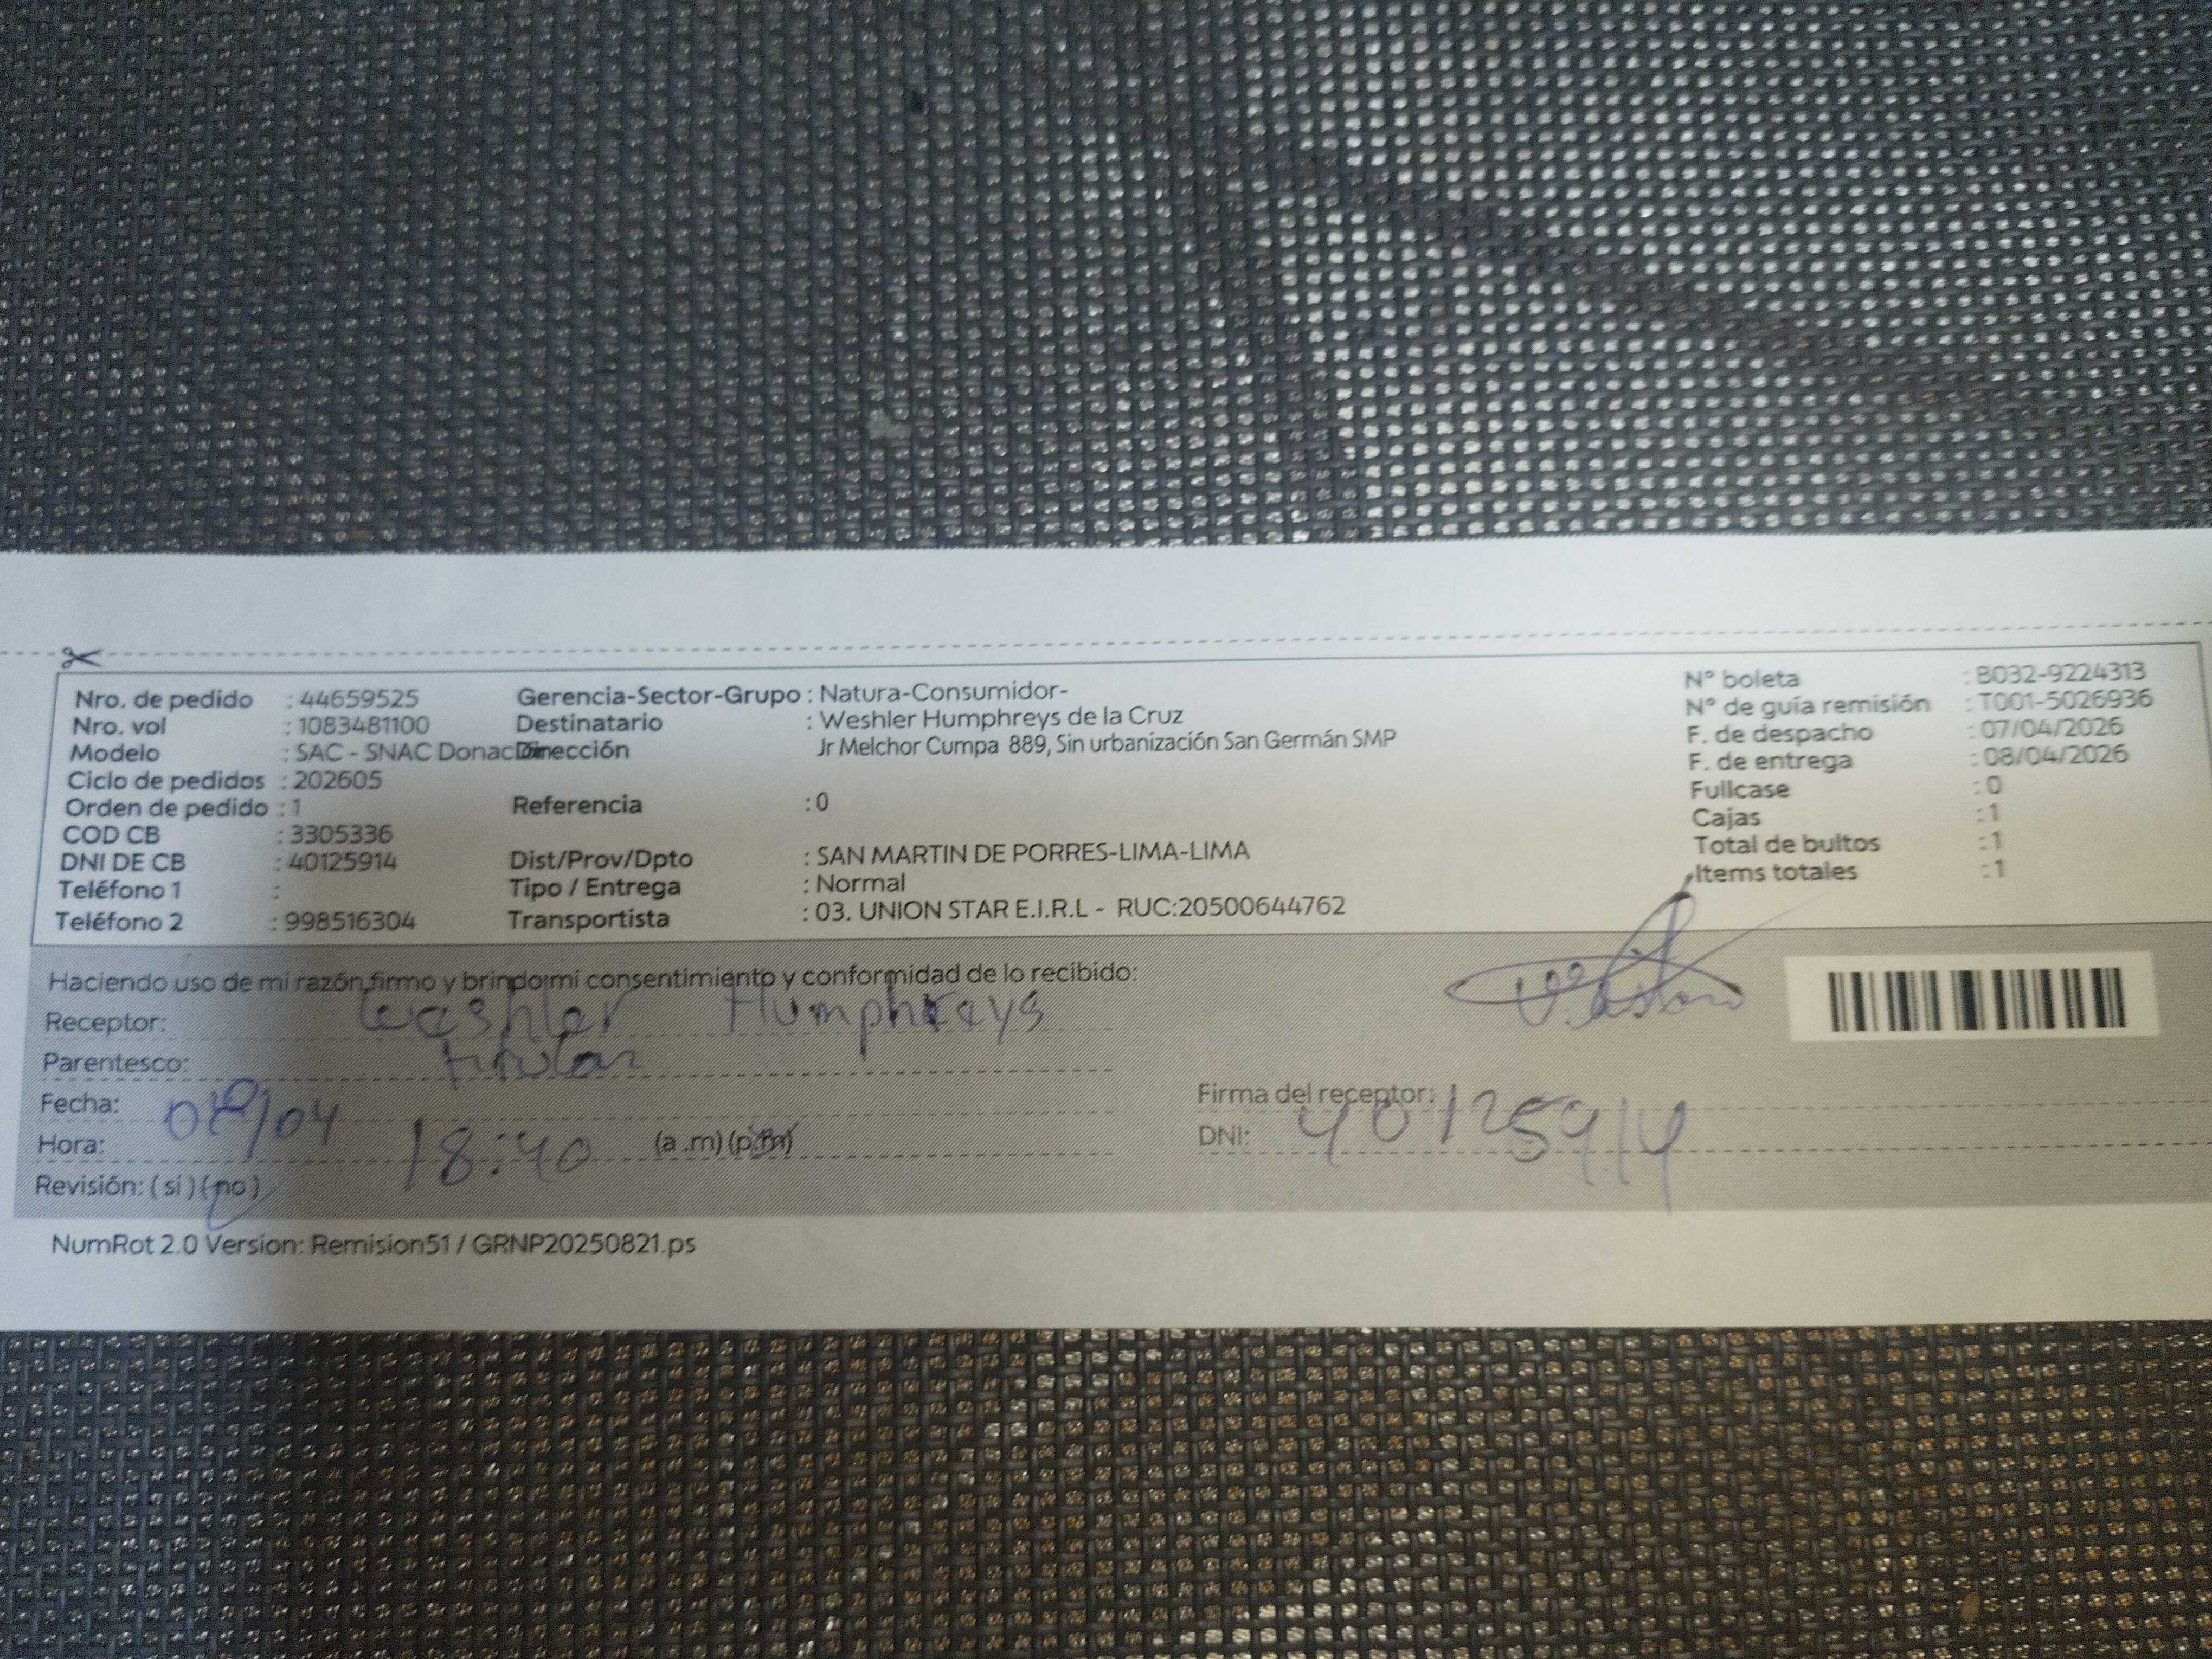 Nro. de pedido : 44659525 Gerencia-Sector-Grupo : Natura-Consumidor- N° boleta : B032-9224313
Nro. vol : 1083481100 Destinatario : Weshler Humphreys de la Cruz N° de guía remisión : T001-5026936
Modelo : SAC - SNAC Dirección Jr Melchor Cumpa 889, Sin urbanización San Germán SMP F. de despacho : 07/04/2026
Ciclo de pedidos : 202605 F. de entrega : 08/04/2026
Orden de pedido : 1 Referencia : 0 Fullcase : 0
COD CB : 3305336 Cajas : 1
DNI DE CB : 40125914 Dist/Prov/Dpto : SAN MARTIN DE PORRES-LIMA-LIMA Total de bultos : 1
Teléfono 1 : Tipo / Entrega : Normal Items totales : 1
Teléfono 2 : 998516304 Transportista : 03. UNION STAR E.I.R.L - RUC:20500644762
Haciendo uso de mi razón,firmo y brindo mi consentimiento y conformidad de lo recibido:
Receptor: Weshler Humphreys
Parentesco: titular
Fecha:
Firma del receptor:
Hora: 18:40 (a .m) (p.m)
DNI: 40125914
Revisión: ( si ) ( no )
NumRot 2.0 Version: Remision51 / GRNP20250821.ps